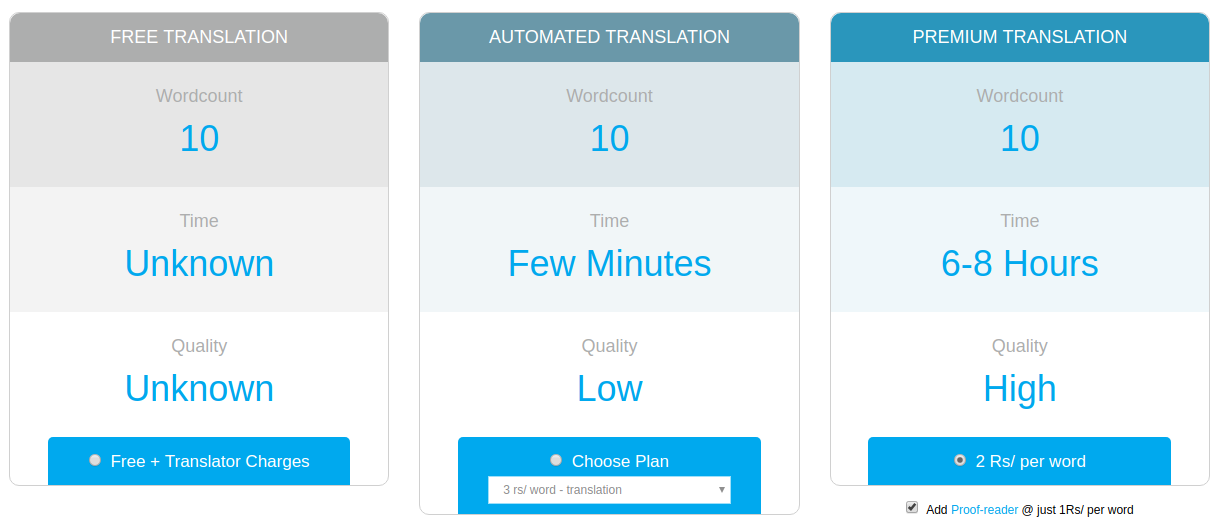 FREE TRANSLATION
Wordcount
10
Time
Unknown
Quality
Unknown
Free + Translator Charges
AUTOMATED TRANSLATION
Wordcount
10
Time
Few Minutes
Quality
Low
Choose Plan
3 rs/ word - translation
PREMIUM TRANSLATION
Wordcount
10
Time
6-8 Hours
Quality
High
2 Rs/ per word
Add Proof-reader @ just 1Rs/ per word